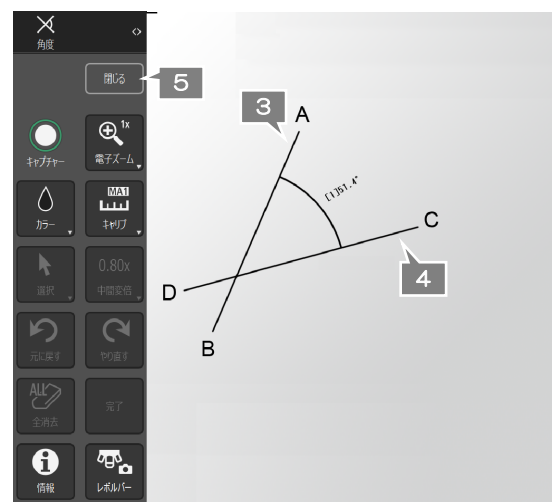 角度
<>
閉じる
5
キャプチャー
1x
電子ズーム
カラー
MA1
キャリブ
選択
0.80x
中間変倍
元に戻す
やり直す
ALL
全消去
完了
i
情報
レボルバー
3
A
[1]51.4°
C
4
D
B